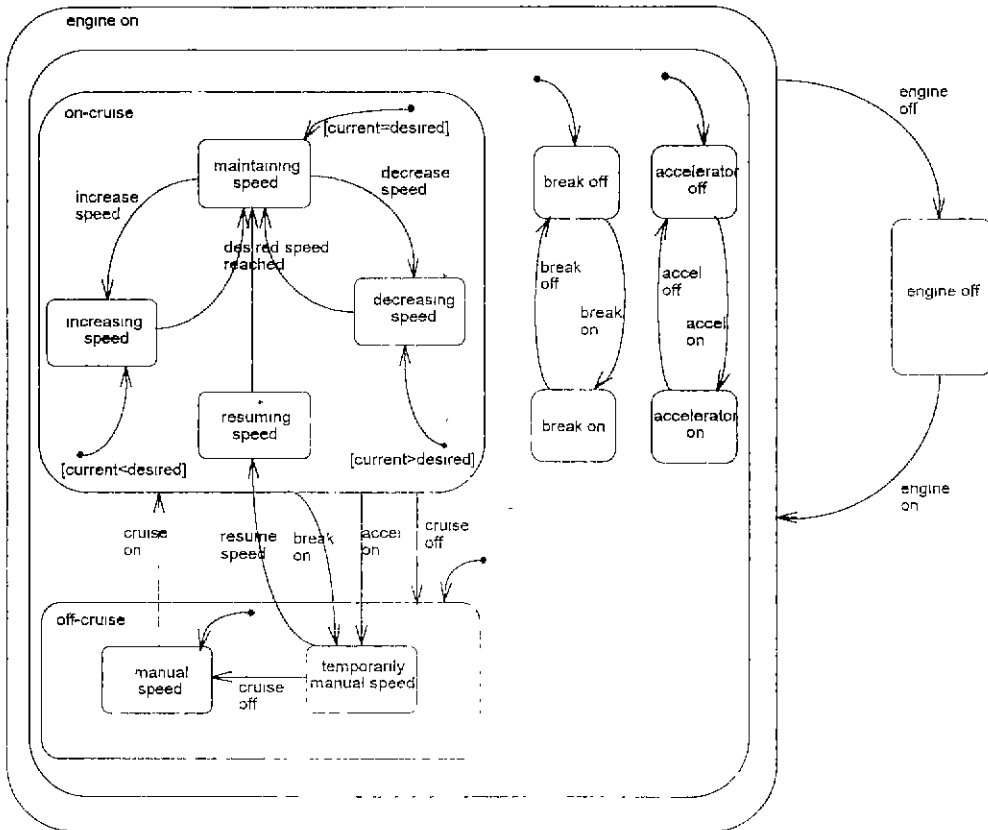 engine on
on-cruise
[current=desired]
maintaining
speed
increase
speed
decrease
speed
desired speed
reached
increasing
speed
decreasing
speed
resuming
speed
[current<desired]
[current>desired]
break off
break
off
break
on
break on
accelerator
off
accel
off
accel
on
accelerator
on
engine
off
engine off
engine
on
cruise
on
resume
speed
break
on
accel
on
cruise
off
off-cruise
manual
speed
cruise
off
temporarily
manual speed